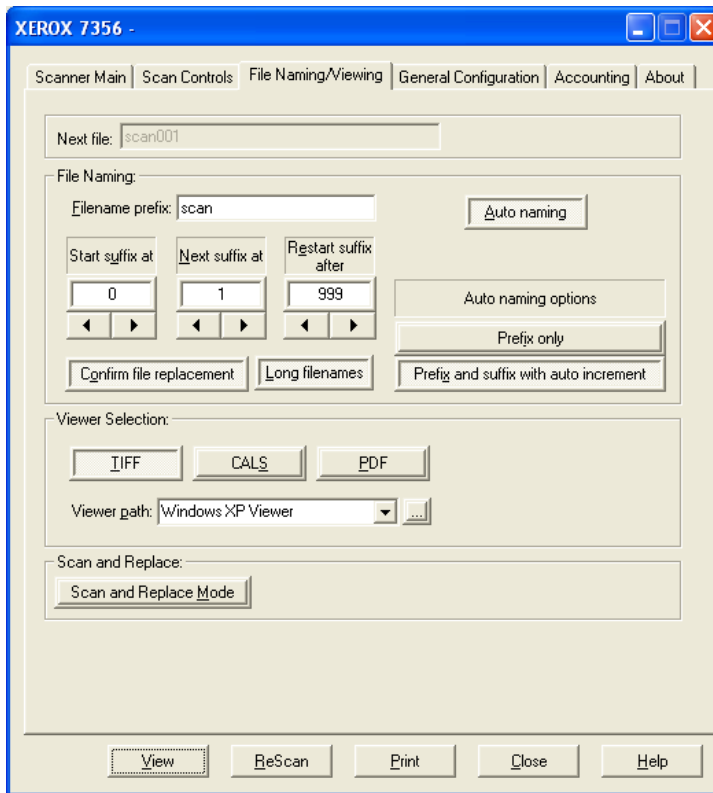 XEROX 7356 -
Scanner Main Scan Controls File Naming/Viewing General Configuration Accounting About
Next file: scan001
File Naming:
Filename prefix: scan Auto naming
Start suffix at Next suffix at Restart suffix after
0 1 999
Auto naming options
Prefix only
Confirm file replacement Long filenames Prefix and suffix with auto increment
Viewer Selection:
TIFF CALS PDF
Viewer path: Windows XP Viewer ...
Scan and Replace:
Scan and Replace Mode
View ReScan Print Close Help